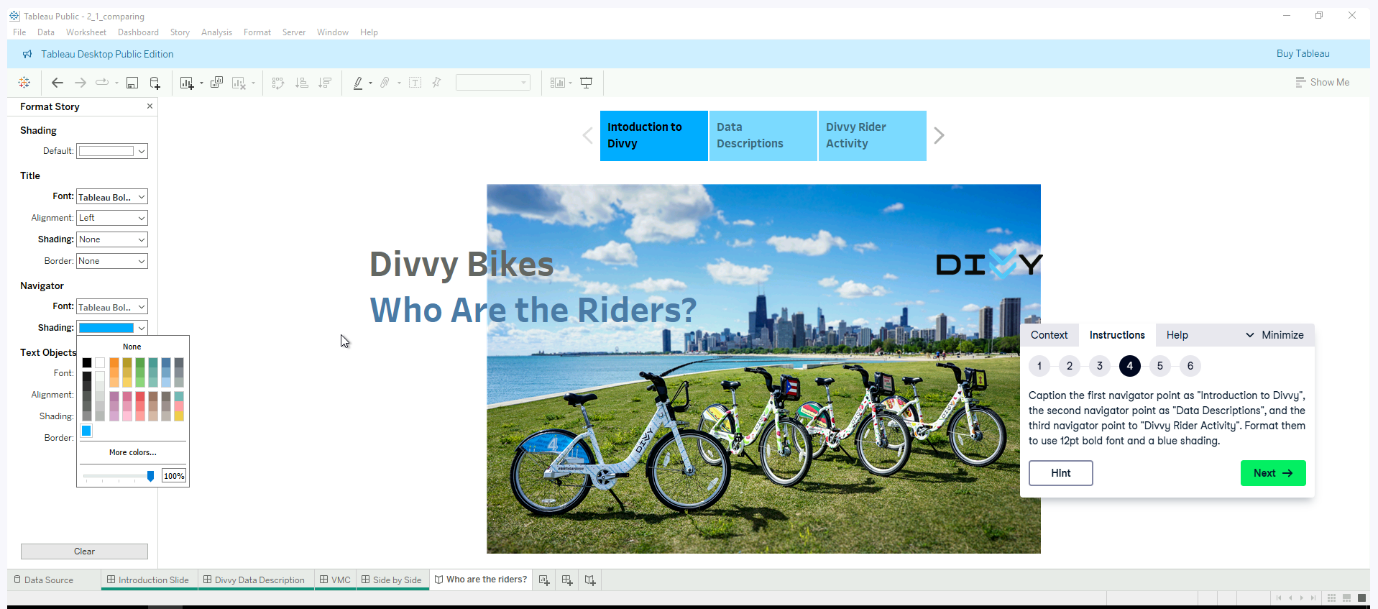 Tableau Public - 2_1_comparing
File Data Worksheet Dashboard Story Analysis Format Server Window Help
Tableau Desktop Public Edition
Buy Tableau
Show Me
Format Story
Shading
Default:
Title
Font: Tableau Bol..
Alignment: Left
Shading: None
Border: None
Navigator
Font: Tableau Bol..
Shading:
None
Text Objects
Font:
Alignment:
Shading:
Border:
More colors...
100%
Clear
Intoduction to
Divvy
Data
Descriptions
Divvy Rider
Activity
Divvy Bikes
Who Are the Riders?
DIVVY
4
DIVVY
Context Instructions Help Minimize
1 2 3 4 5 6
Caption the first navigator point as "Introduction to Divvy",
the second navigator point as "Data Descriptions", and the
third navigator point to "Divvy Rider Activity". Format them
to use 12pt bold font and a blue shading.
Hint
Next
Data Source Introduction Slide Divvy Data Description VMC Side by Side Who are the riders?